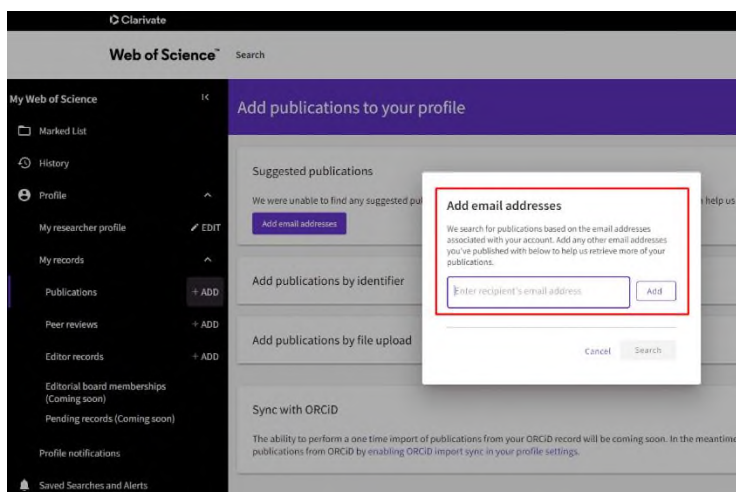 Clarivate
Web of Science™ Search
My Web of Science
Marked List
History
Profile
My researcher profile EDIT
My records
Publications + ADD
Peer reviews + ADD
Editor records + ADD
Editorial board memberships
(Coming soon)
Pending records (Coming soon)
Profile notifications
Saved Searches and Alerts
Add publications to your profile
Suggested publications
We were unable to find any suggested pu
help us
Add email addresses
Add publications by identifier
Add publications by file upload
Sync with ORCiD
The ability to perform a one time import of publications from your ORCiD record will be coming soon. In the meantime
publications from ORCiD by enabling ORCiD import sync in your profile settings.
Add email addresses
We search for publications based on the email addresses
associated with your account. Add any other email addresses
you've published with below to help us retrieve more of your
publications.
Enter recipient's email address Add
Cancel Search